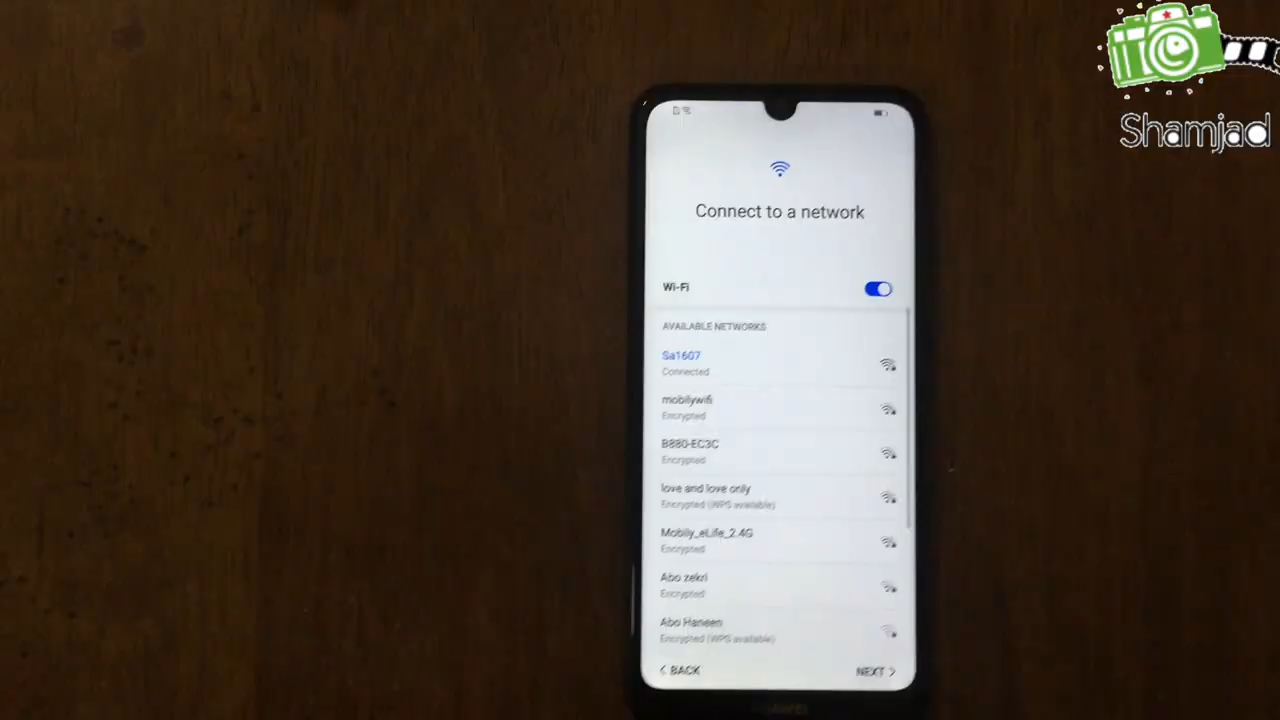 Shamjad
Connect to a network
Wi-Fi
AVAILABLE NETWORKS
Sa1607
Connected
mobilywifi
Encrypted
B880-EC3C
Encrypted
love and love only
Encrypted (WPS available)
Mobily_eLife_2.4G
Encrypted
Abo zekri
Encrypted
Abo Haneen
Encrypted (WPS available)
BACK
NEXT
HUAWEI